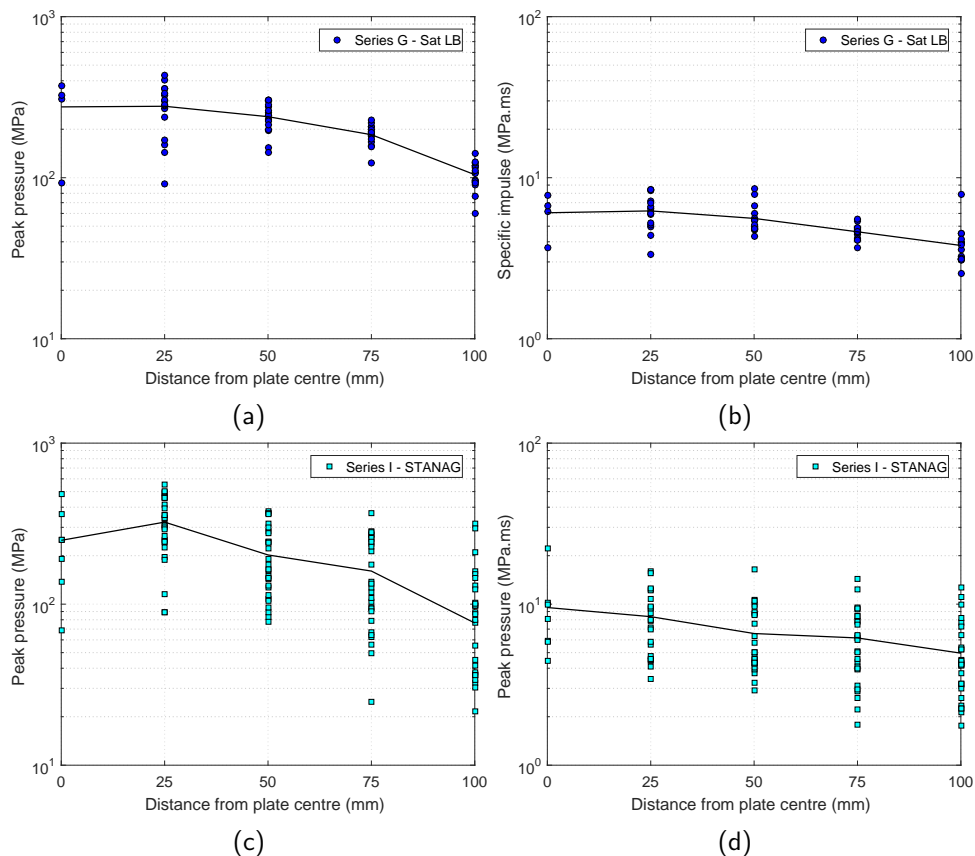 10^3
10^2
10^1
Peak pressure (MPa)
Series G - Sat LB
0 25 50 75 100
Distance from plate centre (mm)
(a)
10^2
10^1
10^0
Specific impulse (MPa.ms)
Series G - Sat LB
0 25 50 75 100
Distance from plate centre (mm)
(b)
10^3
10^2
10^1
Peak pressure (MPa)
Series I - STANAG
0 25 50 75 100
Distance from plate centre (mm)
(c)
10^2
10^1
10^0
Peak pressure (MPa.ms)
Series I - STANAG
0 25 50 75 100
Distance from plate centre (mm)
(d)